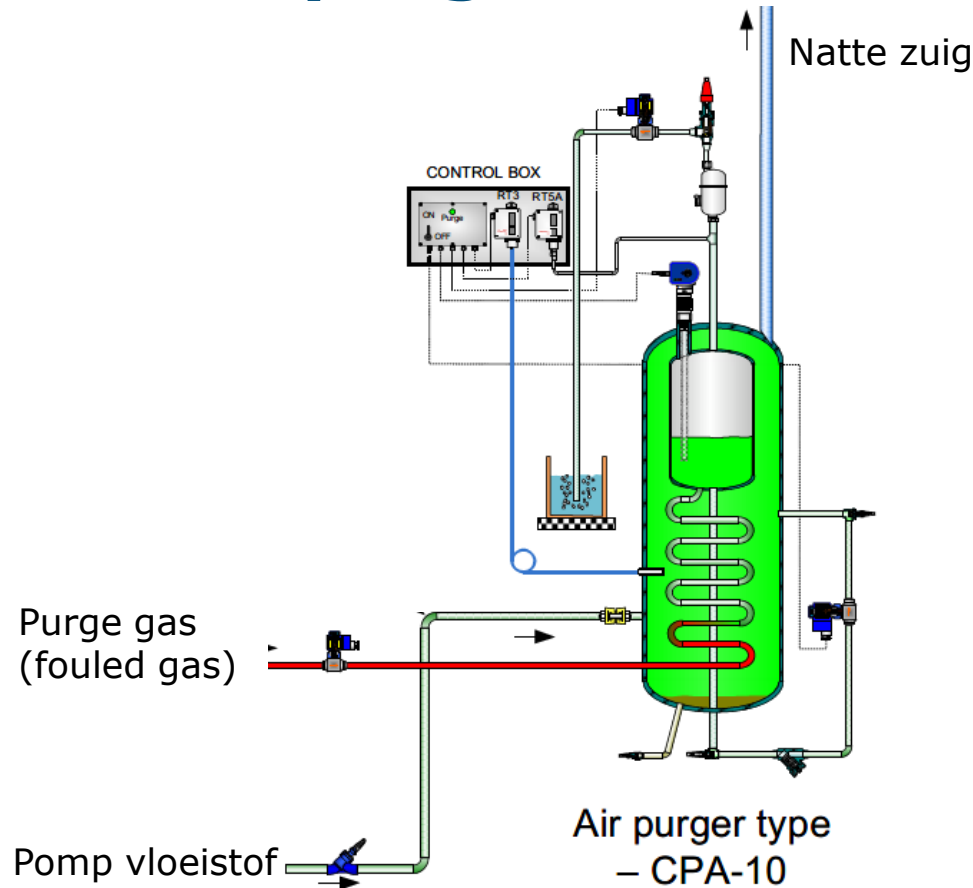 Natte zuig
CONTROL BOX
RT3 RT5A
ON Purge
OFF
Purge gas
(fouled gas)
Pomp vloeistof
Air purger type
– CPA-10